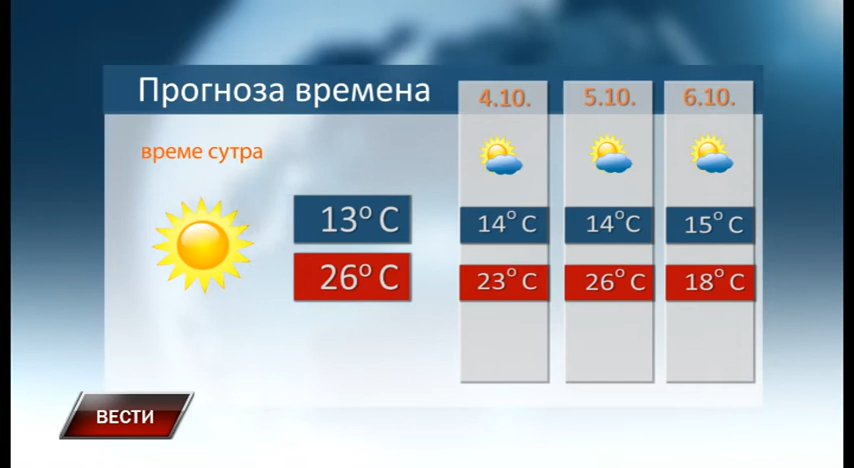 Прогноза времена
време сутра
13° C
26° C
4.10.
14° C
23° C
5.10.
14°C
26° C
6.10.
15° C
18° C
ВЕСТИ